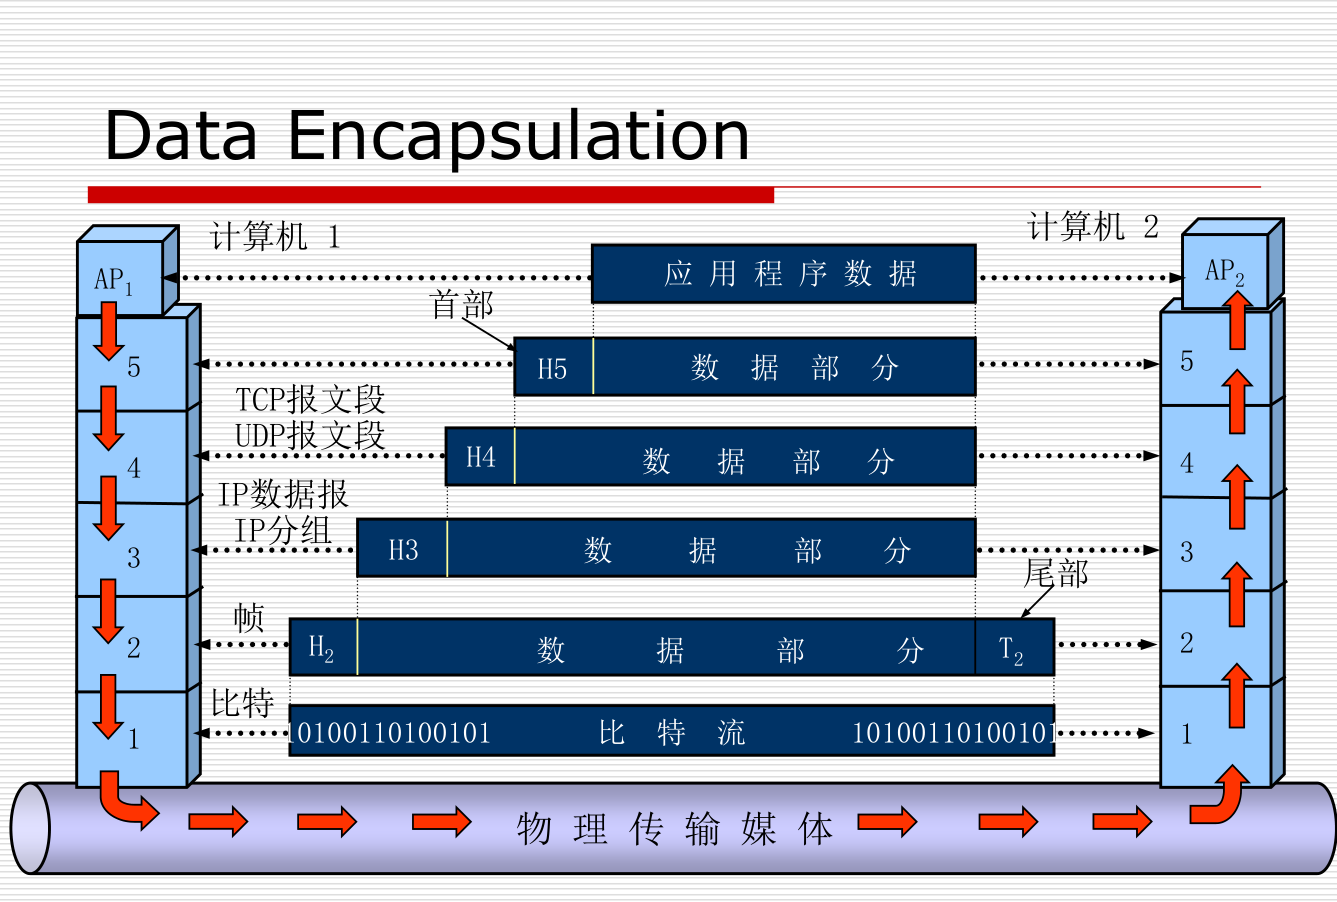 Data Encapsulation
计算机 1
计算机 2
AP1
应用程序数据
AP2
首部
5
H5 数据部分
5
TCP报文段
UDP报文段
4
H4 数据部分
4
IP数据报
IP分组
3
H3 数据部分
3
尾部
帧
2
H2 数据部分 T2
2
比特
1
10100110100101 比特流 10100110100101
1
物理传输媒体